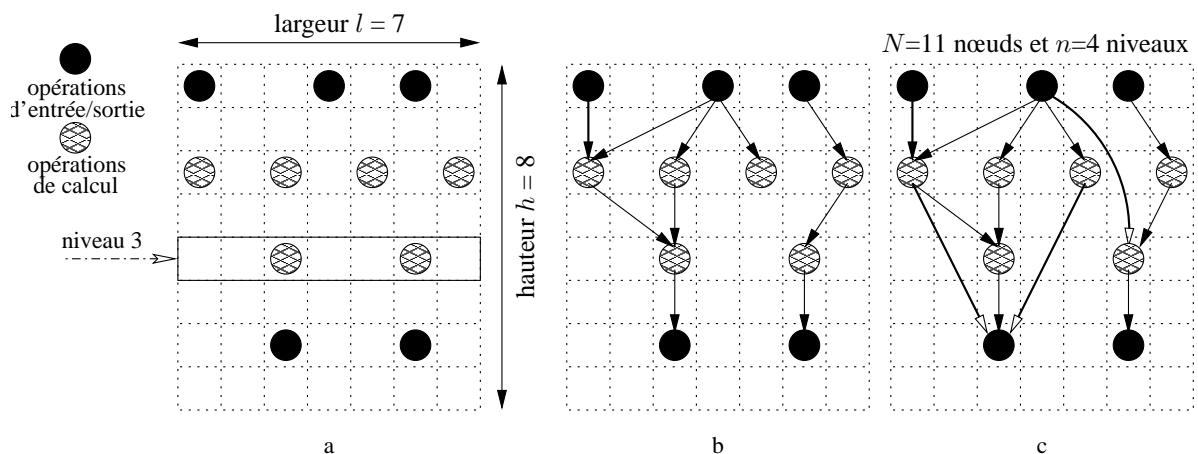 largeur l = 7
N=11 nœuds et n=4 niveaux
opérations
d'entrée/sortie
opérations
de calcul
niveau 3
hauteur h = 8
a
b
c